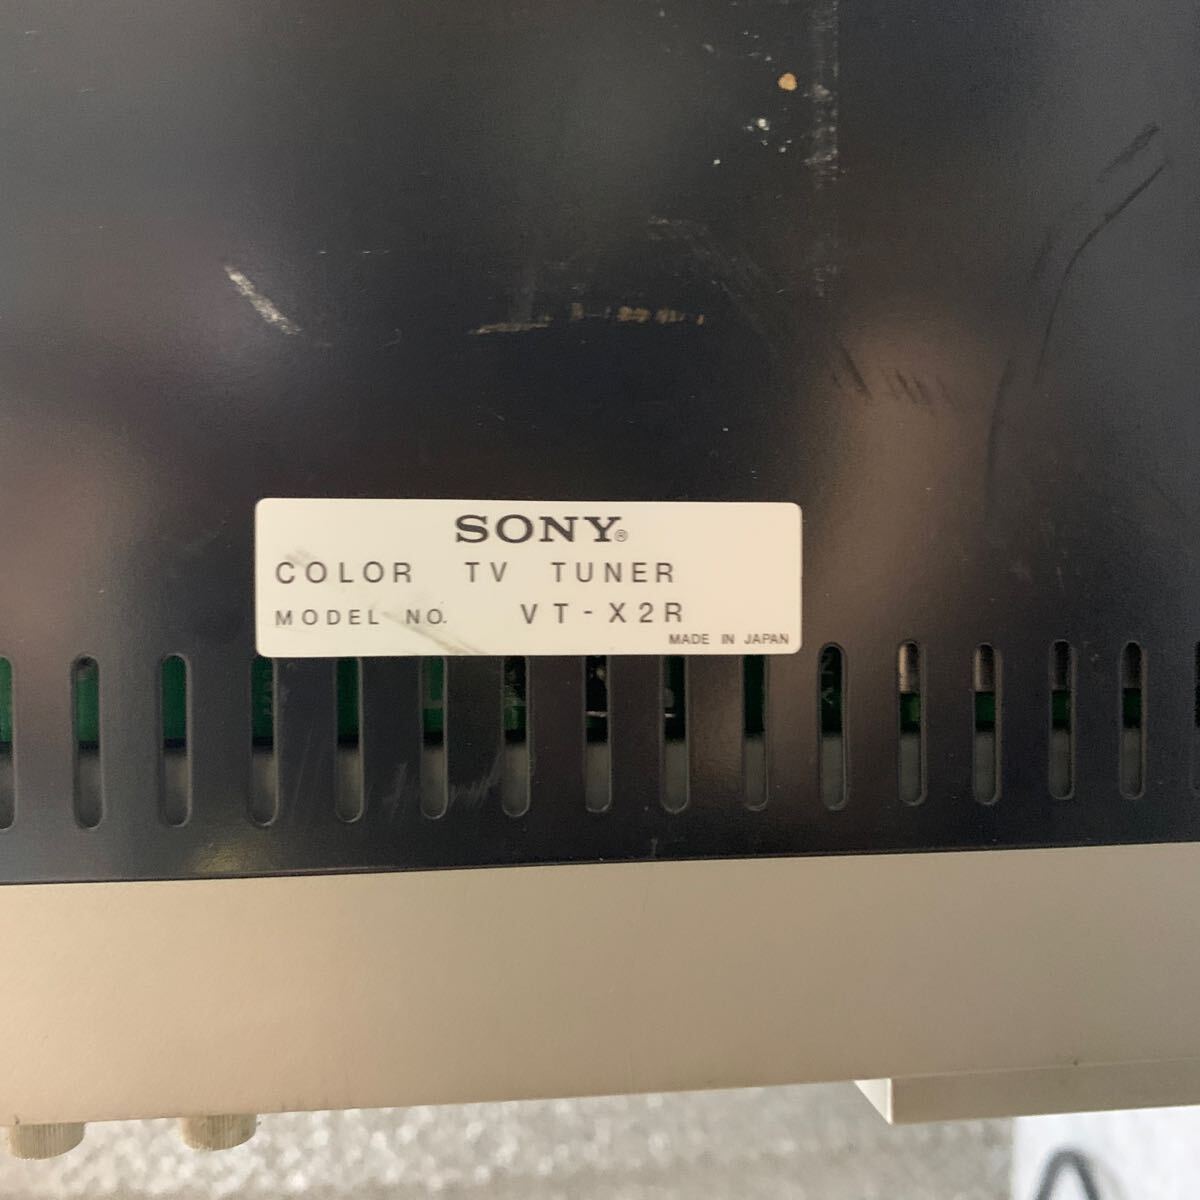 SONY®
COLOR TV TUNER
MODEL NO. VT-X2R
MADE IN JAPAN